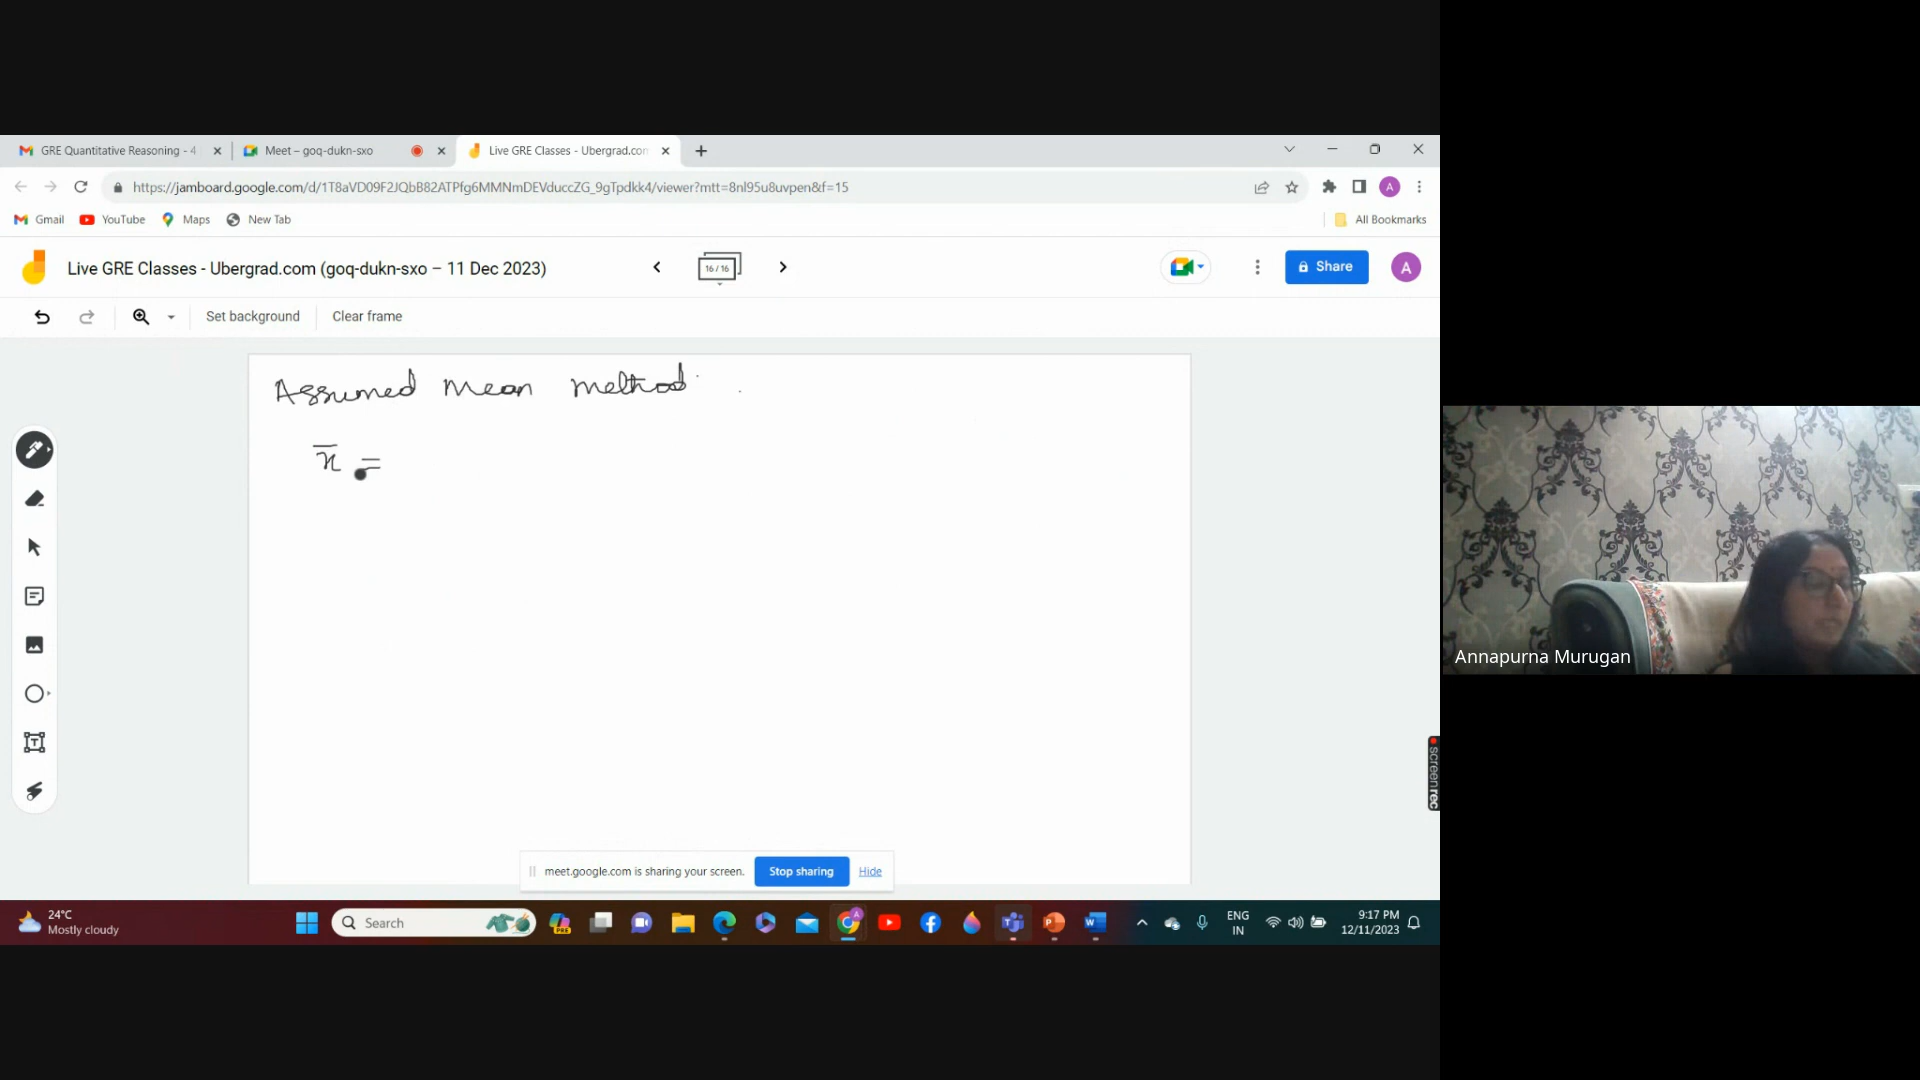 GRE Quantitative Reasoning - 4
Meet – goq-dukn-sxo
Live GRE Classes - Ubergrad.com
https://jamboard.google.com/d/1T8aVD09F2JQbB82ATPfg6MMNmDEVduccZG_9gTpdkk4/viewer?mtt=8nl95u8uvpen&f=15
A
Gmail YouTube Maps New Tab All Bookmarks
Live GRE Classes - Ubergrad.com (goq-dukn-sxo – 11 Dec 2023)
16 / 16
Share
A
Set background Clear frame
Assumed Mean method
x̄ =
Annapurna Murugan
screenrec
meet.google.com is sharing your screen. Stop sharing Hide
24°C
Mostly cloudy
Search
PRE
A
ENG
IN
9:17 PM
12/11/2023